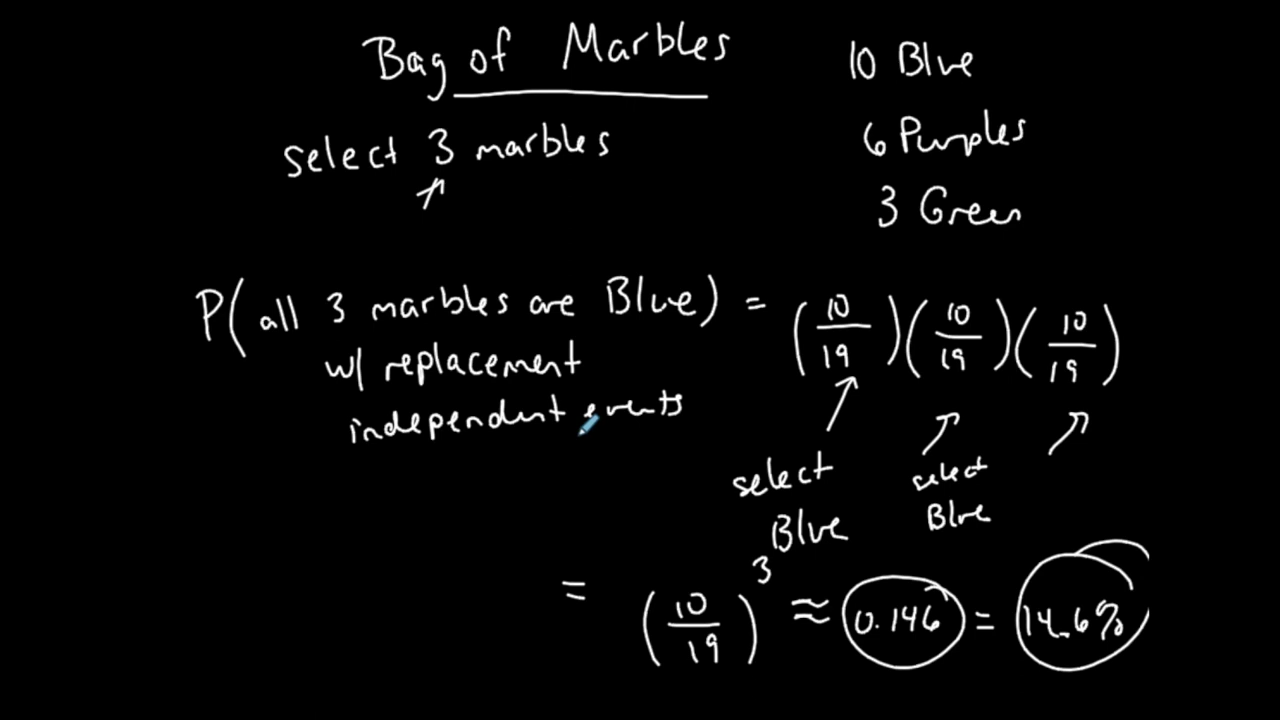 Bag of Marbles
10 Blue
select 3 marbles
6 Purples
3 Green
P(all 3 marbles are Blue) = (10/19)(10/19)(10/19)
w/ replacement
independent events
select Blue
select Blue
= (10/19)³ ≈ 0.146 = 14.6%